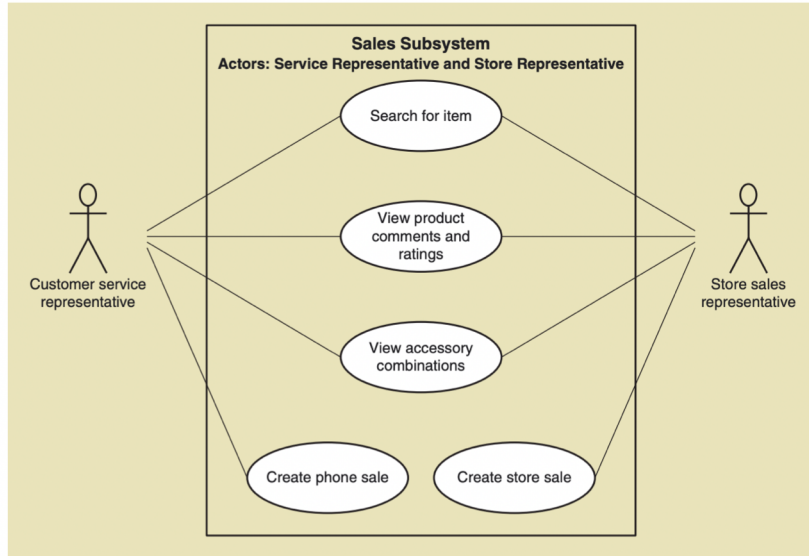 Sales Subsystem
Actors: Service Representative and Store Representative
Search for item
View product
comments and
ratings
Customer service
representative
Store sales
representative
View accessory
combinations
Create phone sale
Create store sale